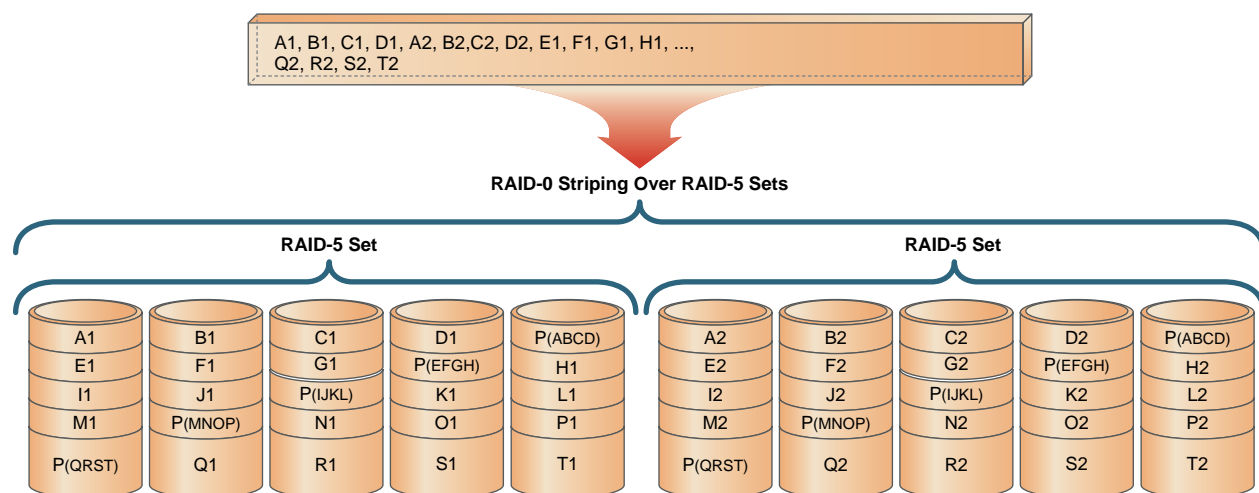 A1, B1, C1, D1, A2, B2,C2, D2, E1, F1, G1, H1, ...,
Q2, R2, S2, T2
RAID-0 Striping Over RAID-5 Sets
RAID-5 Set
RAID-5 Set
A1 B1 C1 D1 P(ABCD) A2 B2 C2 D2 P(ABCD)
E1 F1 G1 P(EFGH) H1 E2 F2 G2 P(EFGH) H2
I1 J1 P(IJKL) K1 L1 I2 J2 P(IJKL) K2 L2
M1 P(MNOP) N1 O1 P1 M2 P(MNOP) N2 O2 P2
P(QRST) Q1 R1 S1 T1 P(QRST) Q2 R2 S2 T2